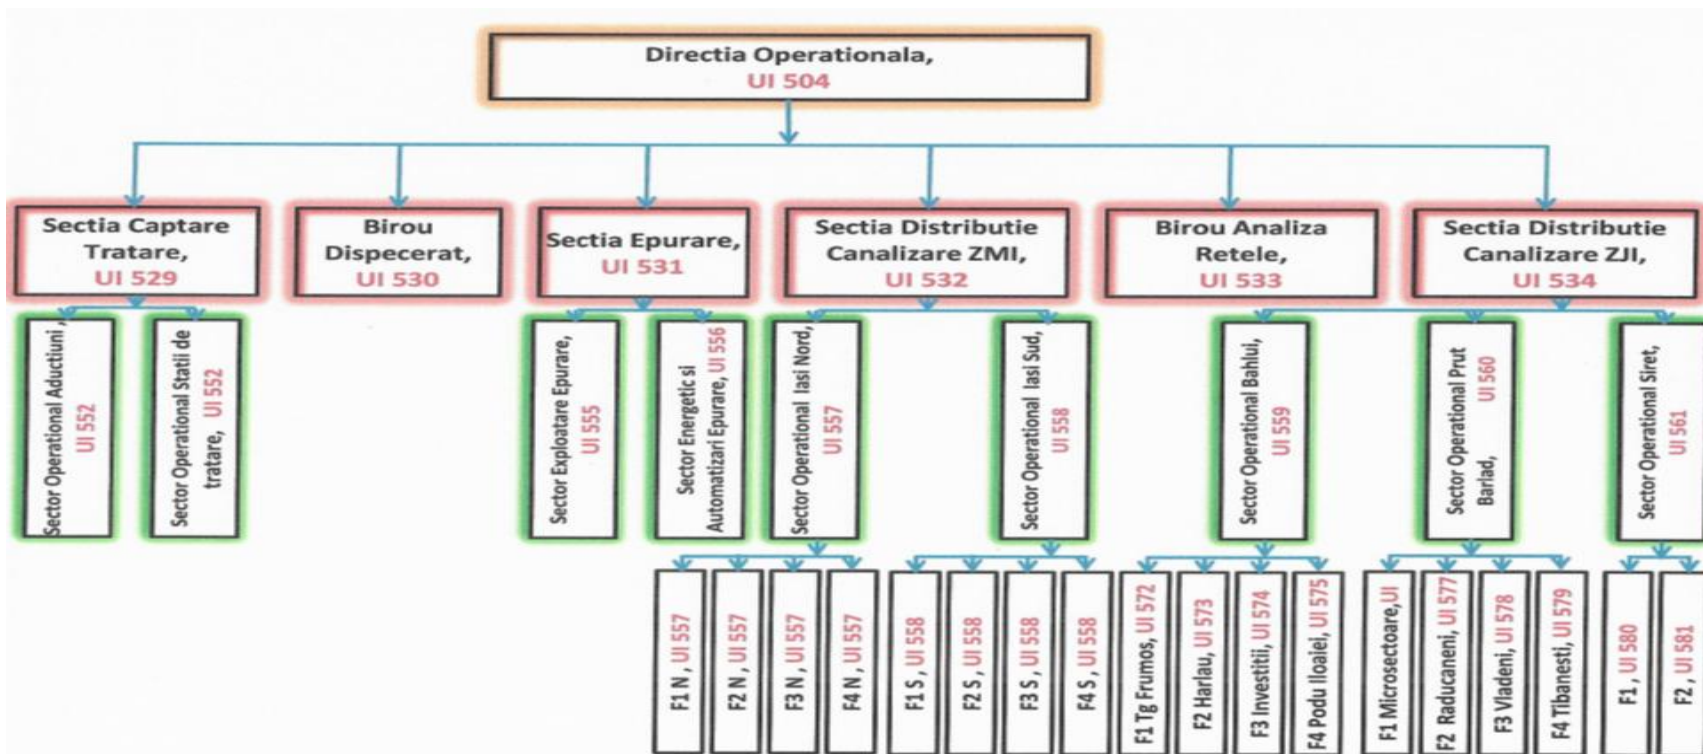 Directia Operationala,
UI 504
Sectia Captare
Tratare,
UI 529
Birou
Dispecerat,
UI 530
Sectia Epurare,
UI 531
Sectia Distributie
Canalizare ZMI,
UI 532
Birou Analiza
Retele,
UI 533
Sectia Distributie
Canalizare ZJI,
UI 534
Sector Operational Aductiuni,
UI 552
Sector Operational Statii de
tratare, UI 552
Sector Exploatare Epurare,
UI 555
Sector Energetic si
Automatizari Epurare, UI 556
Sector Operational Iasi Nord,
UI 557
Sector Operational Iasi Sud,
UI 558
Sector Operational Bahlui,
UI 559
Sector Operational Prut
Barlad, UI 560
Sector Operational Siret,
UI 561
F1 N , UI 557
F2 N , UI 557
F3 N , UI 557
F4 N , UI 557
F1 S , UI 558
F2 S , UI 558
F3 S , UI 558
F4 S , UI 558
F1 Tg Frumos, UI 572
F2 Harlau, UI 573
F3 Investitii, UI 574
F4 Podu Iloaiei, UI 575
F1 Microsectoare,UI
F2 Raducaneni, UI 577
F3 Vladeni, UI 578
F4 Tibanesti, UI 579
F1 , UI 580
F2 , UI 581